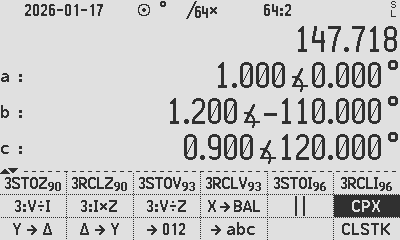 2026-01-17 ⊙ ° /64× 64:2 S L
147.718
a : 1.000∡0.000°
b : 1.200∡-110.000°
c : 0.900∡120.000°
3STOZ90 3RCLZ90 3STOV93 3RCLV93 3STOI96 3RCLI96
3:V÷I 3:I×Z 3:V÷Z X→BAL || CPX
Y → Δ Δ → Y →012 →abc CLSTK